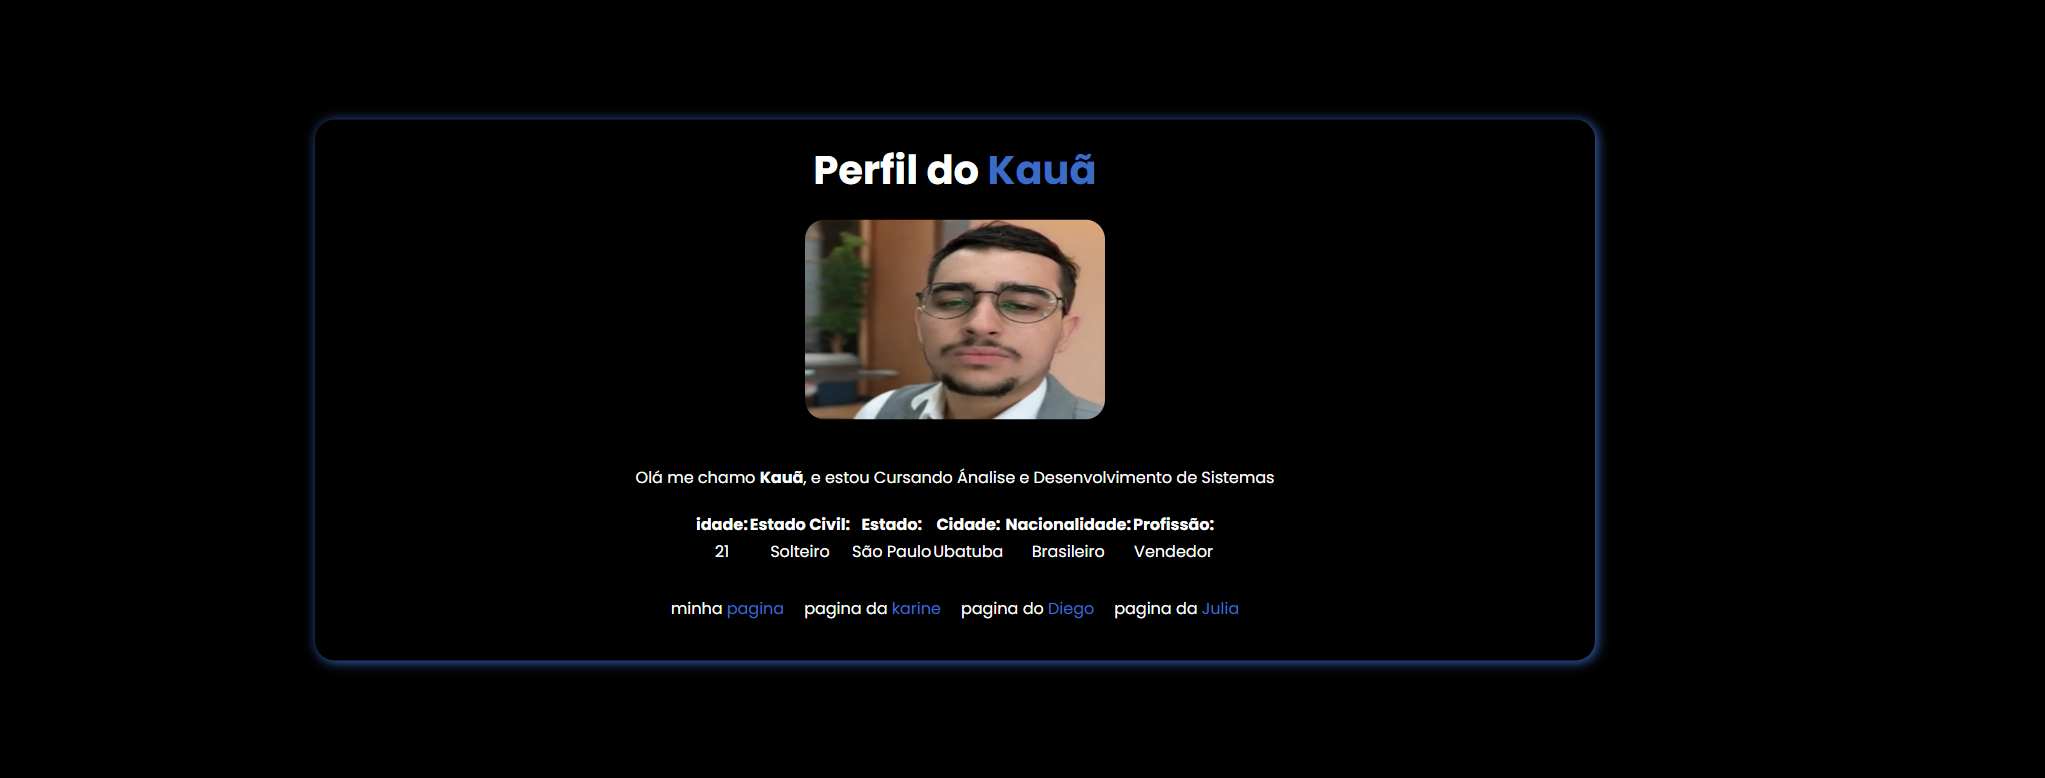 Perfil do Kauã
Olá me chamo Kauã, e estou Cursando Ánalise e Desenvolvimento de Sistemas
idade: Estado Civil: Estado: Cidade: Nacionalidade: Profissão:
21 Solteiro São Paulo Ubatuba Brasileiro Vendedor
minha pagina pagina da karine pagina do Diego pagina da Julia